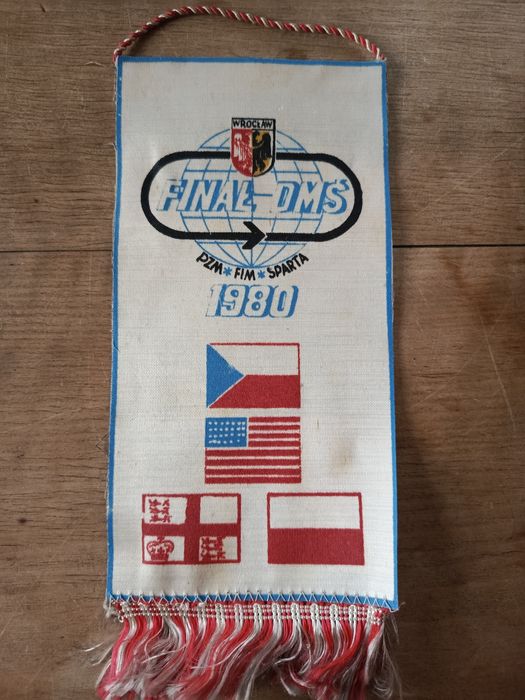 WROCŁAW
FINAŁ DMŚ
PZM * FIM * SPARTA
1980